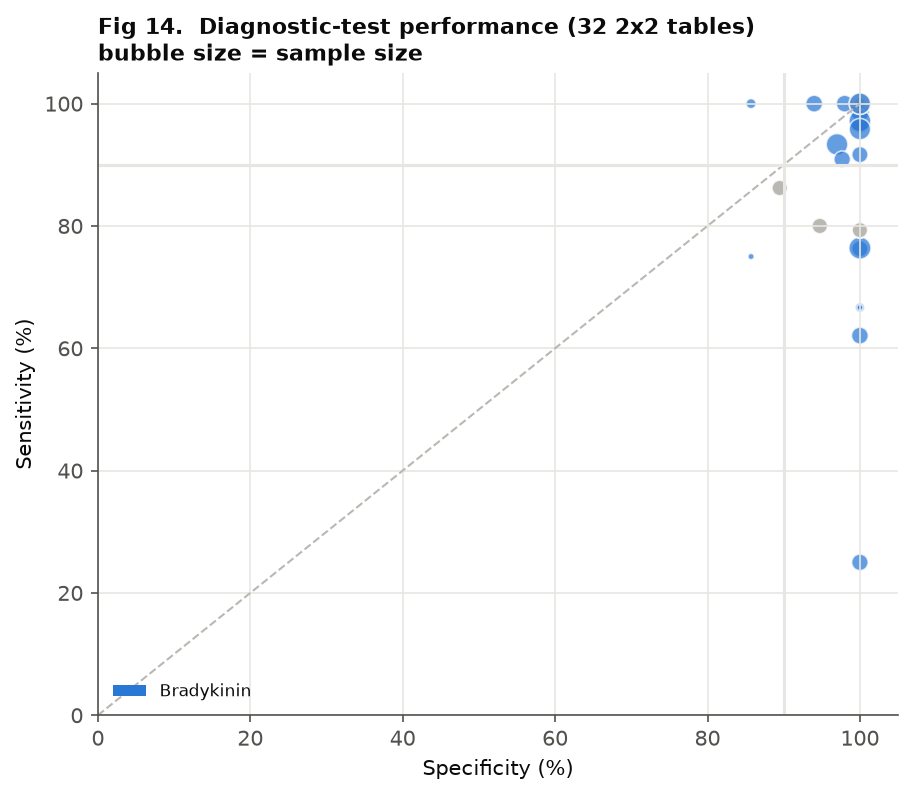 Fig 14.  Diagnostic-test performance (32 2x2 tables)
bubble size = sample size
100
80
60
40
20
0
Sensitivity (%)
Bradykinin
0 20 40 60 80 100
Specificity (%)